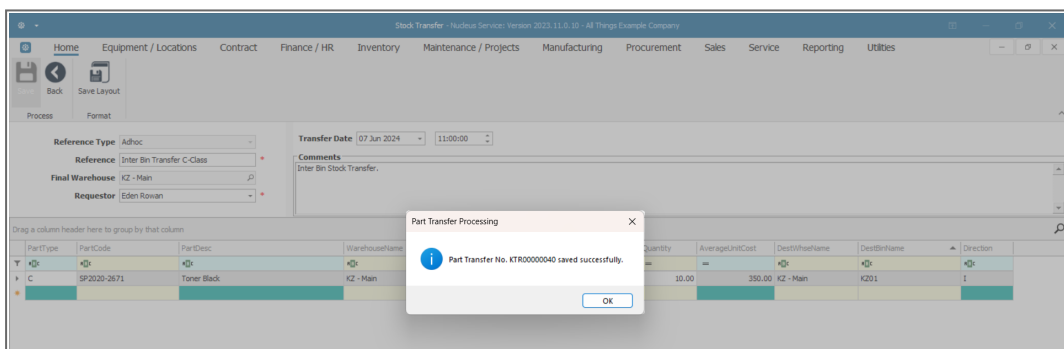 Stock Transfer - Nucleus Service: Version 2023.11.0.10 - All Things Example Company
Home Equipment / Locations Contract Finance / HR Inventory Maintenance / Projects Manufacturing Procurement Sales Service Reporting Utilities
Save Back Save Layout
Process Format
Reference Type Adhoc Transfer Date 07 Jun 2024 11:00:00
Reference Inter Bin Transfer C-Class * Comments
Inter Bin Stock Transfer.
Final Warehouse KZ - Main
Requestor Eden Rowan *
Part Transfer Processing
Drag a column header here to group by that column
PartType PartCode PartDesc WarehouseName Quantity AverageUnitCost DestWhseName DestBinName Direction
Part Transfer No. KTR00000040 saved successfully.
= =
C SP2020-2671 Toner Black KZ - Main 10.00 350.00 KZ - Main KZ01 I
OK